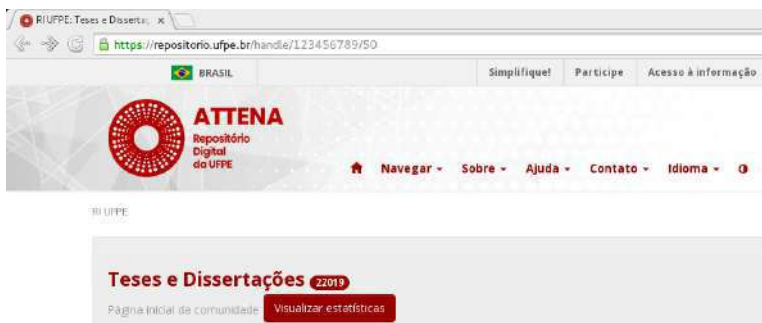 RI UFPE: Teses e Disserta
https://repositorio.ufpe.br/handle/123456789/50
BRASIL Simplifique! Participe Acesso à informação
ATTENA
Repositório
Digital
da UFPE
Navegar Sobre Ajuda Contato Idioma
RI UFPE
Teses e Dissertações 22019
Página inicial da comunidade Visualizar estatísticas